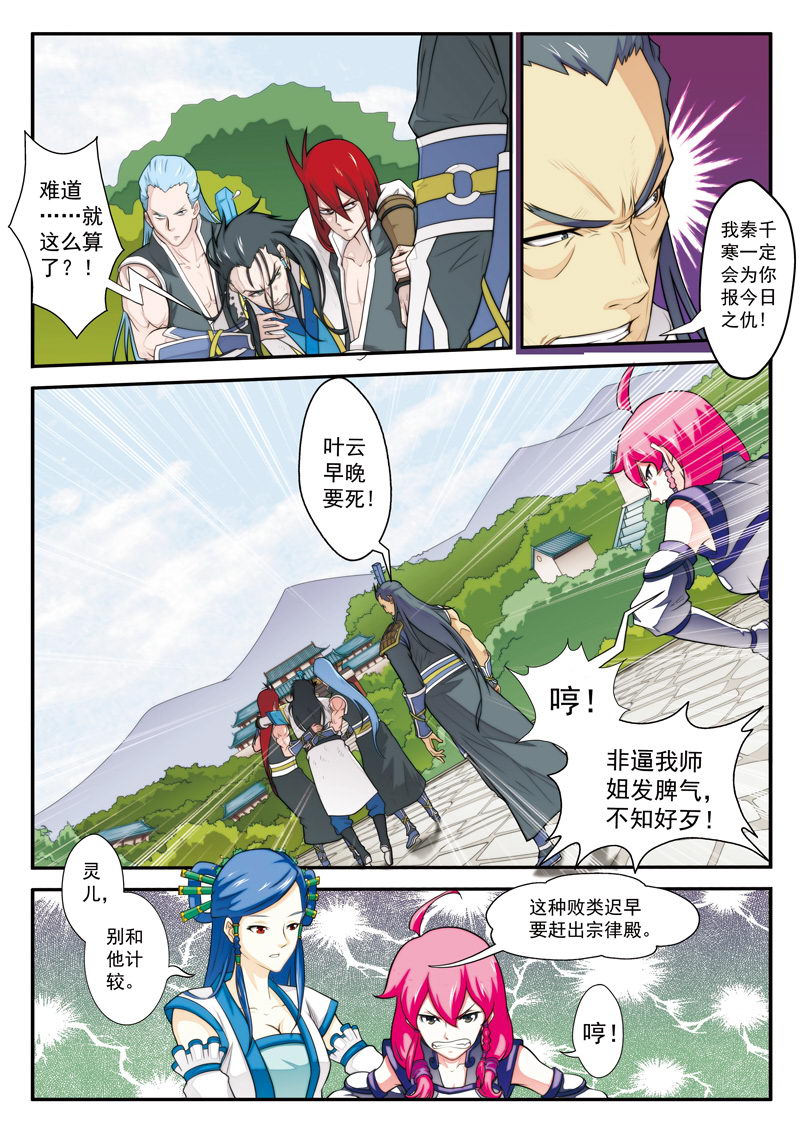 难道
……就
这么算
了？！
我秦千
寒一定
会为你
报今日
之仇！
叶云
早晚
要死！
哼！
非逼我师
姐发脾气，
不知好歹！
灵儿，
别和
他计
较。
这种败类迟早
要赶出宗律殿。
哼！